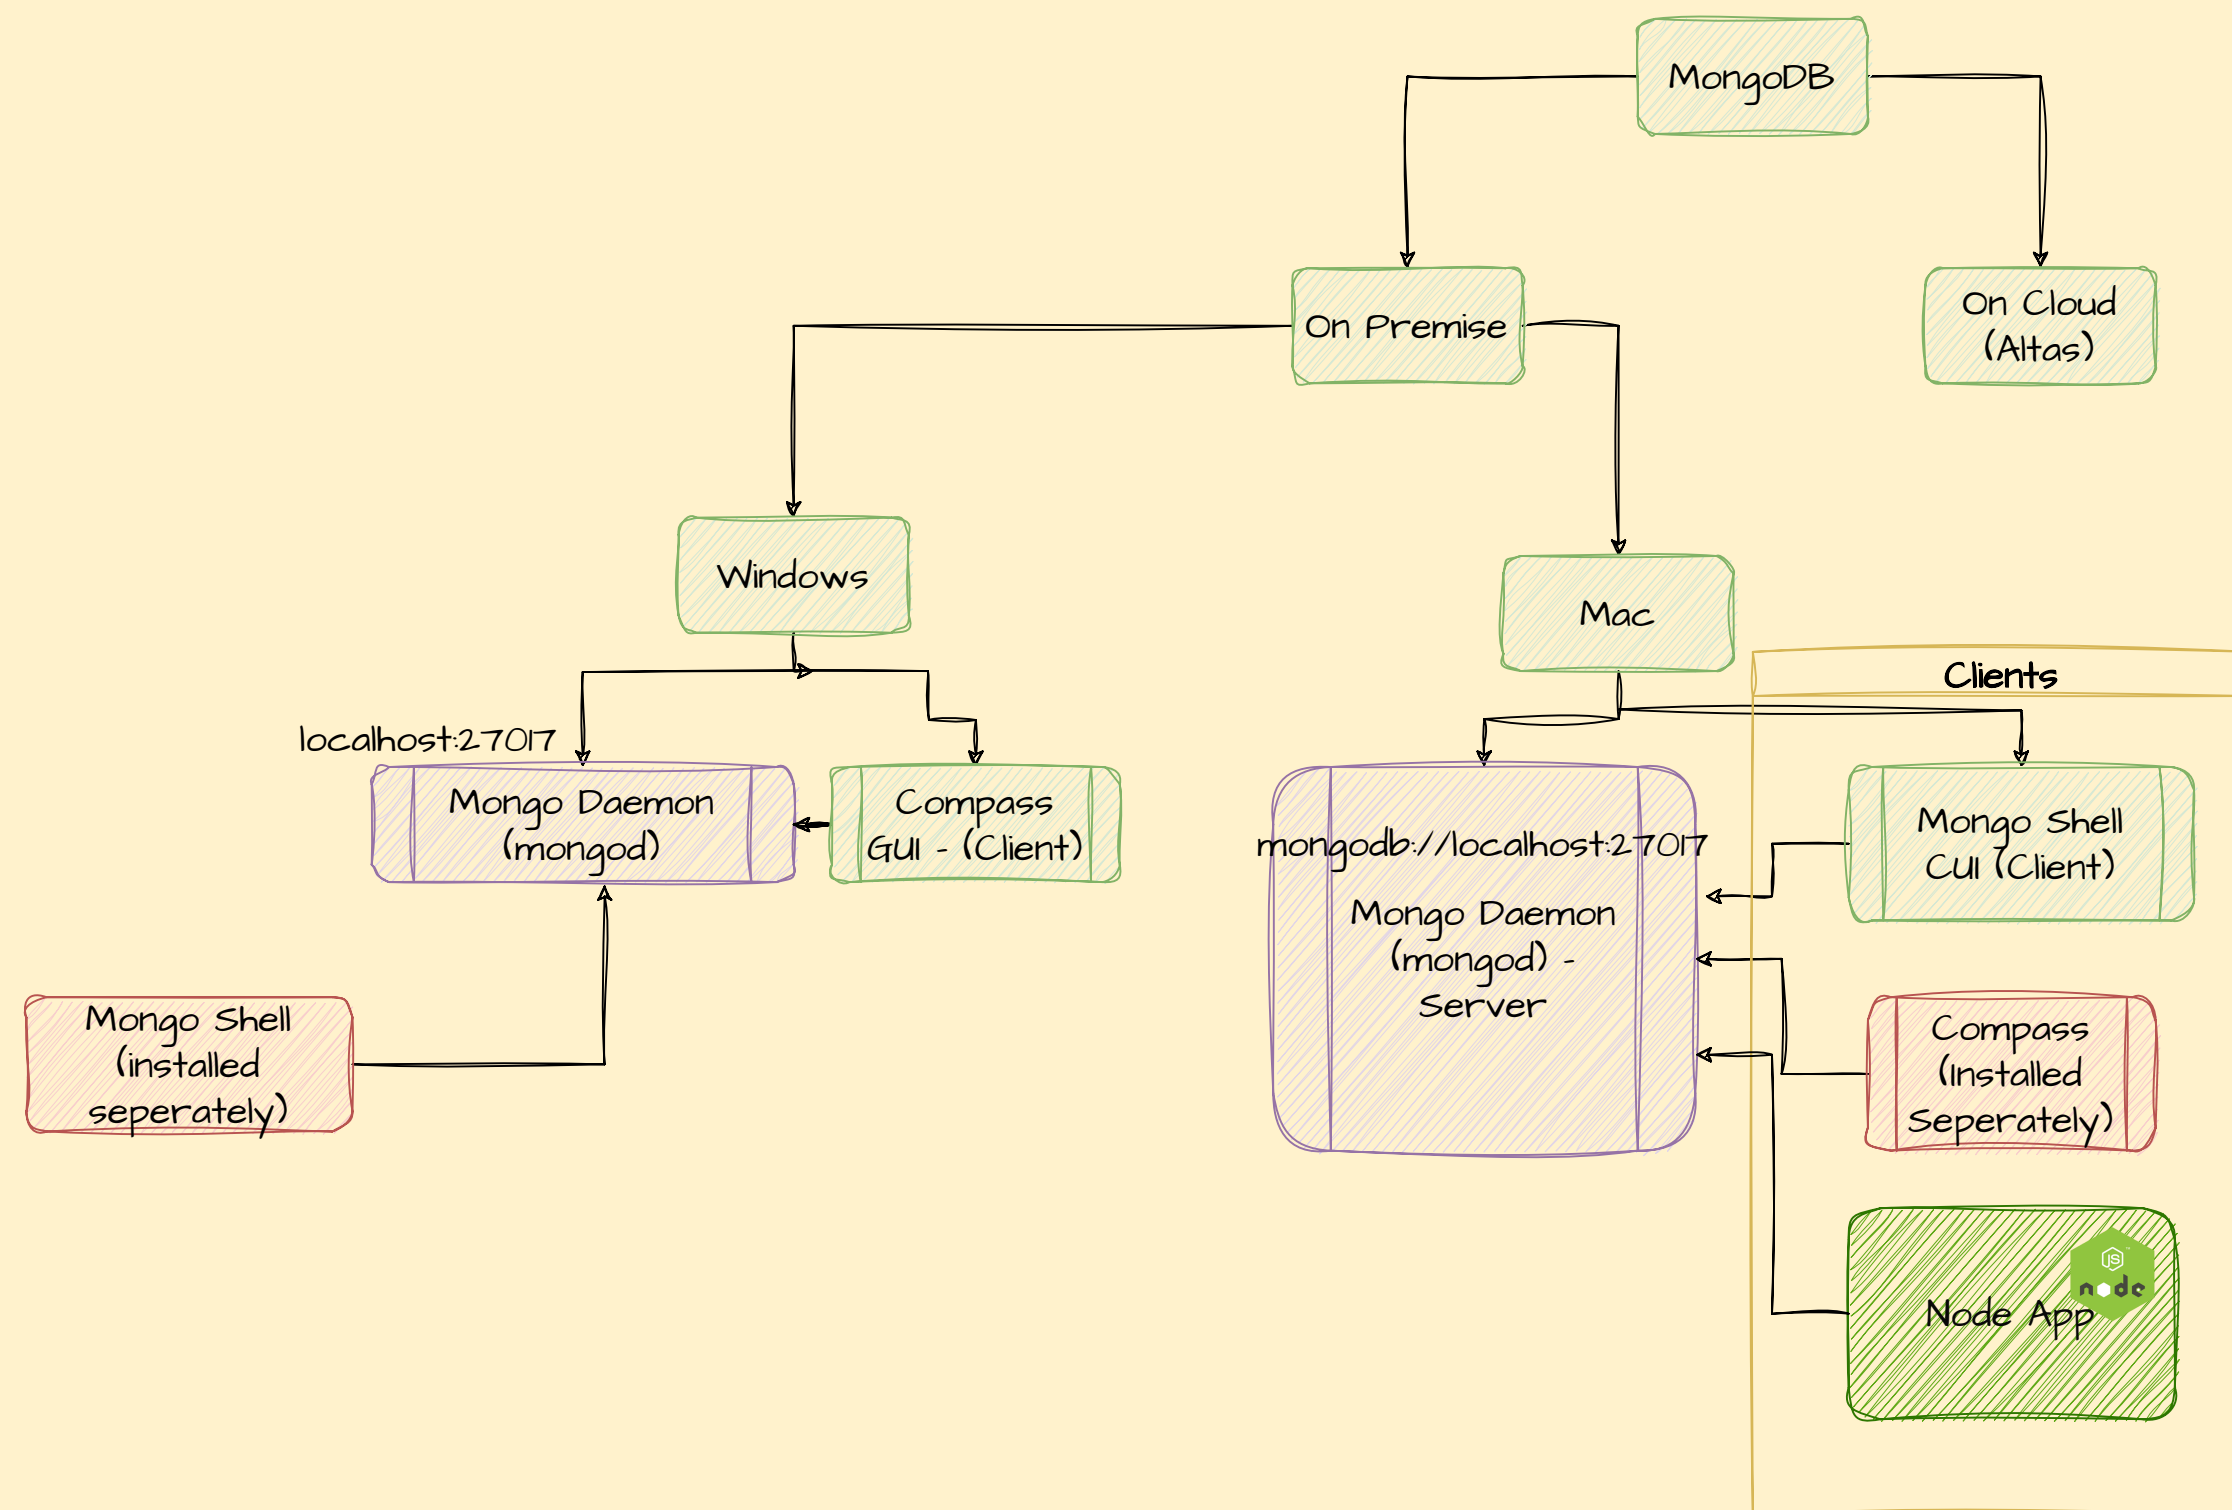 MongoDB
On Premise
On Cloud
(Altas)
Windows
Mac
Clients
localhost:27017
Mongo Daemon
(mongod)
Compass
GUI - (Client)
mongodb://localhost:27017
Mongo Daemon
(mongod) -
Server
Mongo Shell
CUI (Client)
Mongo Shell
(installed
seperately)
Compass
(Installed
Seperately)
JS
node
Node App